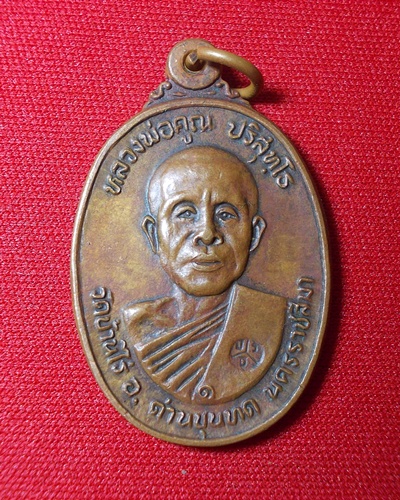 หลวงพ่อคูณ ปริสุทฺโธ
วัดบ้านไร่ อ. ด่านขุนทด นครราชสีมา
๑